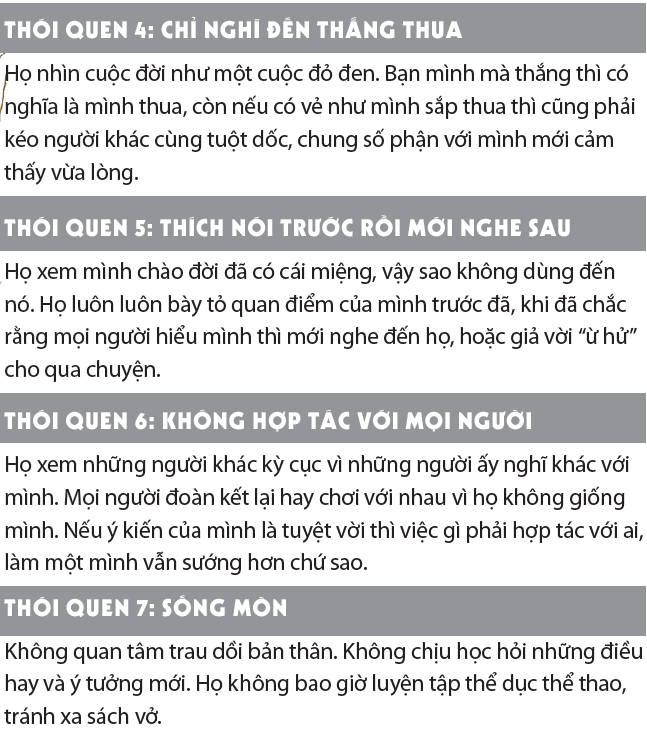 THÓI QUEN 4: CHỈ NGHĨ ĐẾN THẮNG THUA
Họ nhìn cuộc đời như một cuộc đỏ đen. Bạn mình mà thắng thì có
nghĩa là mình thua, còn nếu có vẻ như mình sắp thua thì cũng phải
kéo người khác cùng tuột dốc, chung số phận với mình mới cảm
thấy vừa lòng.
THÓI QUEN 5: THÍCH NÓI TRƯỚC RỒI MỚI NGHE SAU
Họ xem mình chào đời đã có cái miệng, vậy sao không dùng đến
nó. Họ luôn luôn bày tỏ quan điểm của mình trước đã, khi đã chắc
rằng mọi người hiểu mình thì mới nghe đến họ, hoặc giả vời “ừ hử”
cho qua chuyện.
THÓI QUEN 6: KHÔNG HỢP TÁC VỚI MỌI NGƯỜI
Họ xem những người khác kỳ cục vì những người ấy nghĩ khác với
mình. Mọi người đoàn kết lại hay chơi với nhau vì họ không giống
mình. Nếu ý kiến của mình là tuyệt vời thì việc gì phải hợp tác với ai,
làm một mình vẫn sướng hơn chứ sao.
THÓI QUEN 7: SỐNG MÒN
Không quan tâm trau dồi bản thân. Không chịu học hỏi những điều
hay và ý tưởng mới. Họ không bao giờ luyện tập thể dục thể thao,
tránh xa sách vở.